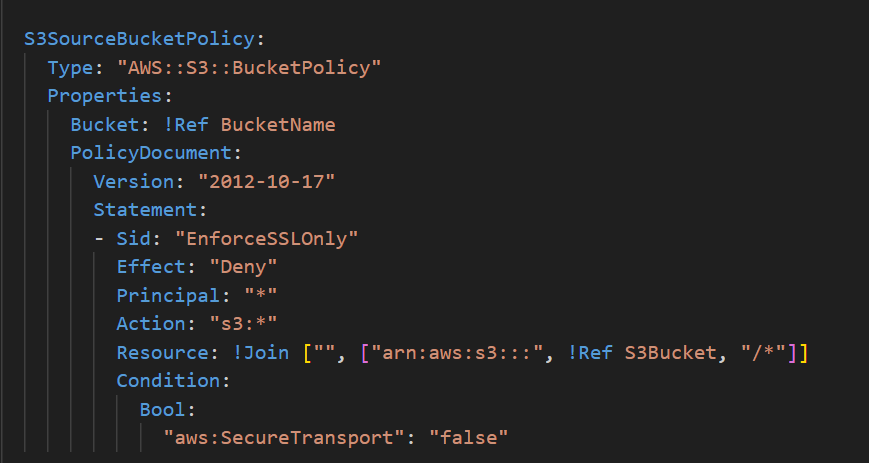 S3SourceBucketPolicy:
  Type: "AWS::S3::BucketPolicy"
  Properties:
    Bucket: !Ref BucketName
    PolicyDocument:
      Version: "2012-10-17"
      Statement:
      - Sid: "EnforceSSLOnly"
        Effect: "Deny"
        Principal: "*"
        Action: "s3:*"
        Resource: !Join ["", ["arn:aws:s3:::", !Ref S3Bucket, "/*"]]
        Condition:
          Bool:
            "aws:SecureTransport": "false"